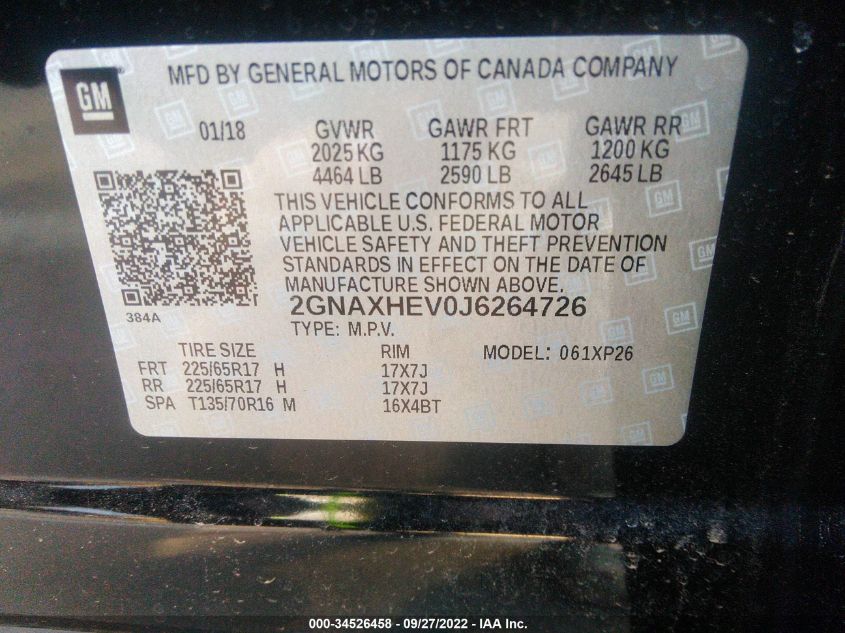 GM
MFD BY GENERAL MOTORS OF CANADA COMPANY
01/18 GVWR GAWR FRT GAWR RR
2025 KG 1175 KG 1200 KG
4464 LB 2590 LB 2645 LB
THIS VEHICLE CONFORMS TO ALL
APPLICABLE U.S. FEDERAL MOTOR
VEHICLE SAFETY AND THEFT PREVENTION
STANDARDS IN EFFECT ON THE DATE OF
MANUFACTURE SHOWN ABOVE.
384A
2GNAXHEV0J6264726
TYPE: M.P.V.
TIRE SIZE RIM MODEL: 061XP26
FRT 225/65R17 H 17X7J
RR 225/65R17 H 17X7J
SPA T135/70R16 M 16X4BT
000-34526458 - 09/27/2022 - IAA Inc.